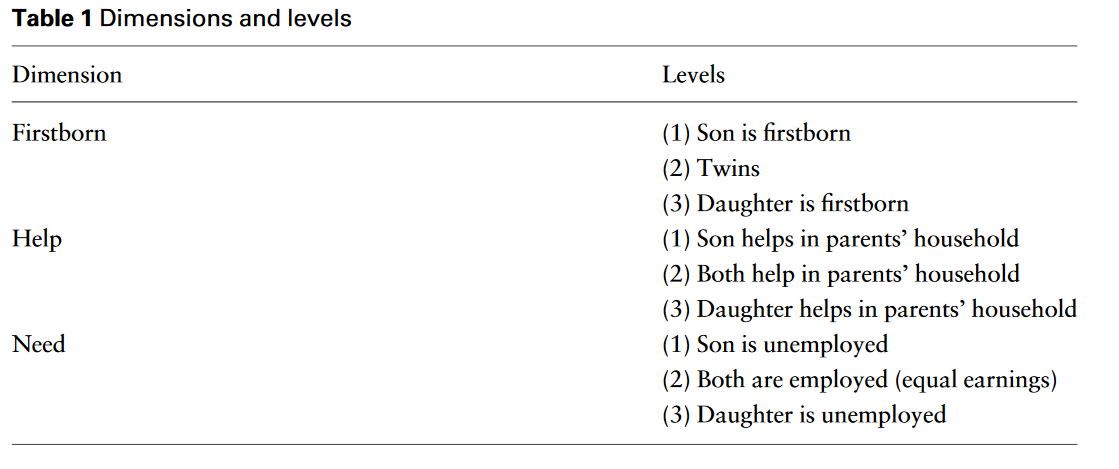 Table 1 Dimensions and levels
Dimension Levels
Firstborn (1) Son is firstborn
(2) Twins
(3) Daughter is firstborn
Help (1) Son helps in parents’ household
(2) Both help in parents’ household
(3) Daughter helps in parents’ household
Need (1) Son is unemployed
(2) Both are employed (equal earnings)
(3) Daughter is unemployed